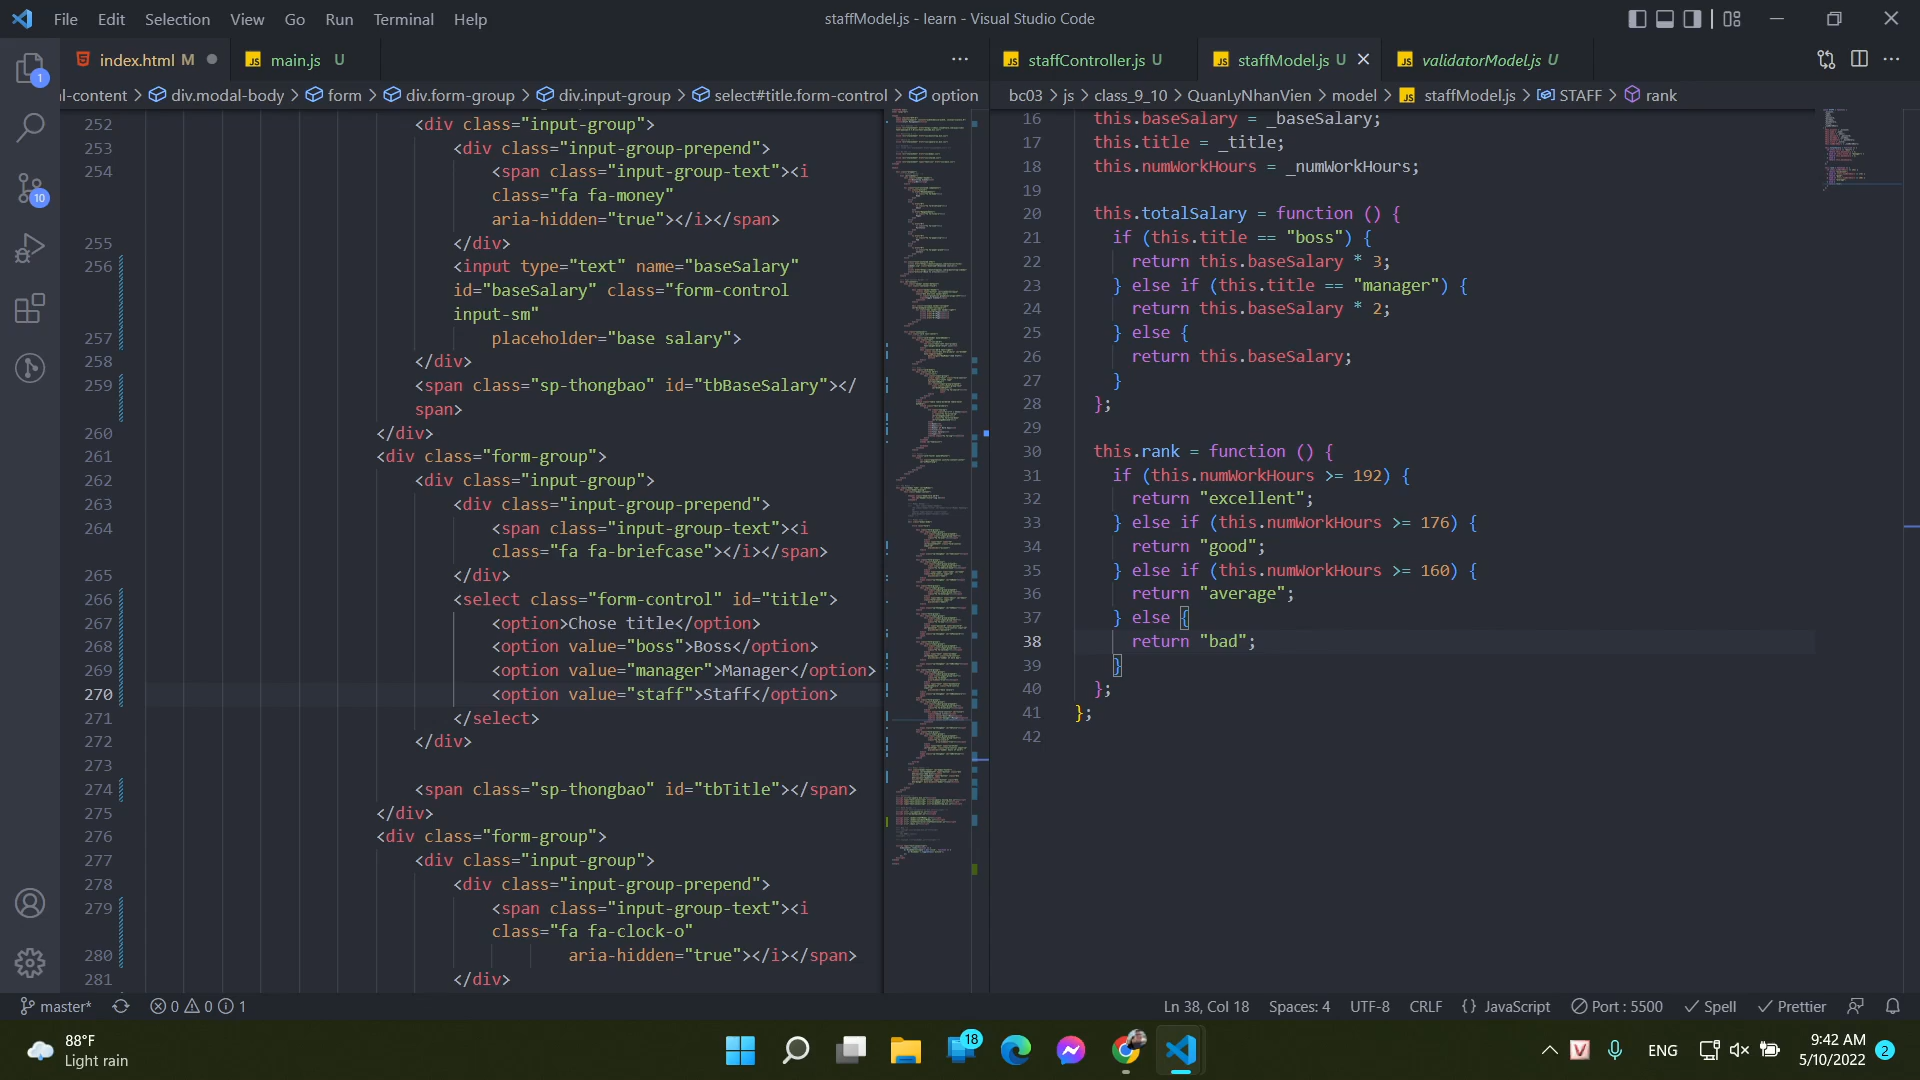 File Edit Selection View Go Run Terminal Help
staffModel.js - learn - Visual Studio Code
index.html M
main.js U
staffController.js U
staffModel.js U
validatorModel.js U
l-content > div.modal-body > form > div.form-group > div.input-group > select#title.form-control > option
bc03 > js > class_9_10 > QuanLyNhanVien > model > staffModel.js > STAFF > rank
1
10
252 <div class="input-group">
253 <div class="input-group-prepend">
254 <span class="input-group-text"><i
class="fa fa-money"
aria-hidden="true"></i></span>
255 </div>
256 <input type="text" name="baseSalary"
id="baseSalary" class="form-control
input-sm"
257 placeholder="base salary">
258 </div>
259 <span class="sp-thongbao" id="tbBaseSalary"></
span>
260 </div>
261 <div class="form-group">
262 <div class="input-group">
263 <div class="input-group-prepend">
264 <span class="input-group-text"><i
class="fa fa-briefcase"></i></span>
265 </div>
266 <select class="form-control" id="title">
267 <option>Chose title</option>
268 <option value="boss">Boss</option>
269 <option value="manager">Manager</option>
270 <option value="staff">Staff</option>
271 </select>
272 </div>
273
274 <span class="sp-thongbao" id="tbTitle"></span>
275 </div>
276 <div class="form-group">
277 <div class="input-group">
278 <div class="input-group-prepend">
279 <span class="input-group-text"><i
class="fa fa-clock-o"
280 aria-hidden="true"></i></span>
281 </div>
16 this.baseSalary = _baseSalary;
17 this.title = _title;
18 this.numWorkHours = _numWorkHours;
19
20 this.totalSalary = function () {
21 if (this.title == "boss") {
22 return this.baseSalary * 3;
23 } else if (this.title == "manager") {
24 return this.baseSalary * 2;
25 } else {
26 return this.baseSalary;
27 }
28 };
29
30 this.rank = function () {
31 if (this.numWorkHours >= 192) {
32 return "excellent";
33 } else if (this.numWorkHours >= 176) {
34 return "good";
35 } else if (this.numWorkHours >= 160) {
36 return "average";
37 } else {
38 return "bad";
39 }
40 };
41 };
42
master* 0 0 1
Ln 38, Col 18 Spaces: 4 UTF-8 CRLF {} JavaScript Port : 5500 Spell Prettier
88°F
Light rain
18
V
ENG
9:42 AM
5/10/2022
2